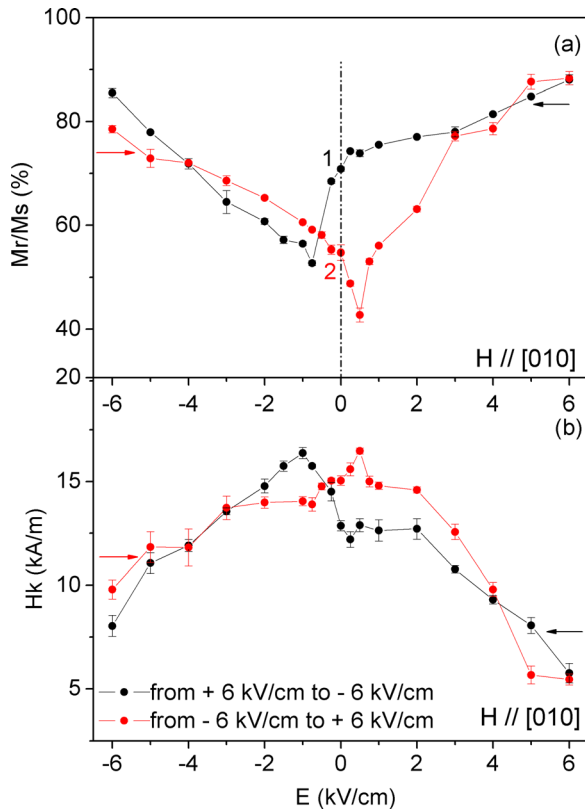 100
(a)
80
1
Mr/Ms (%)
60
2
40
H // [010]
20
-6 -4 -2 0 2 4 6
(b)
15
Hk (kA/m)
10
5
from + 6 kV/cm to - 6 kV/cm
from - 6 kV/cm to + 6 kV/cm
H // [010]
-6 -4 -2 0 2 4 6
E (kV/cm)